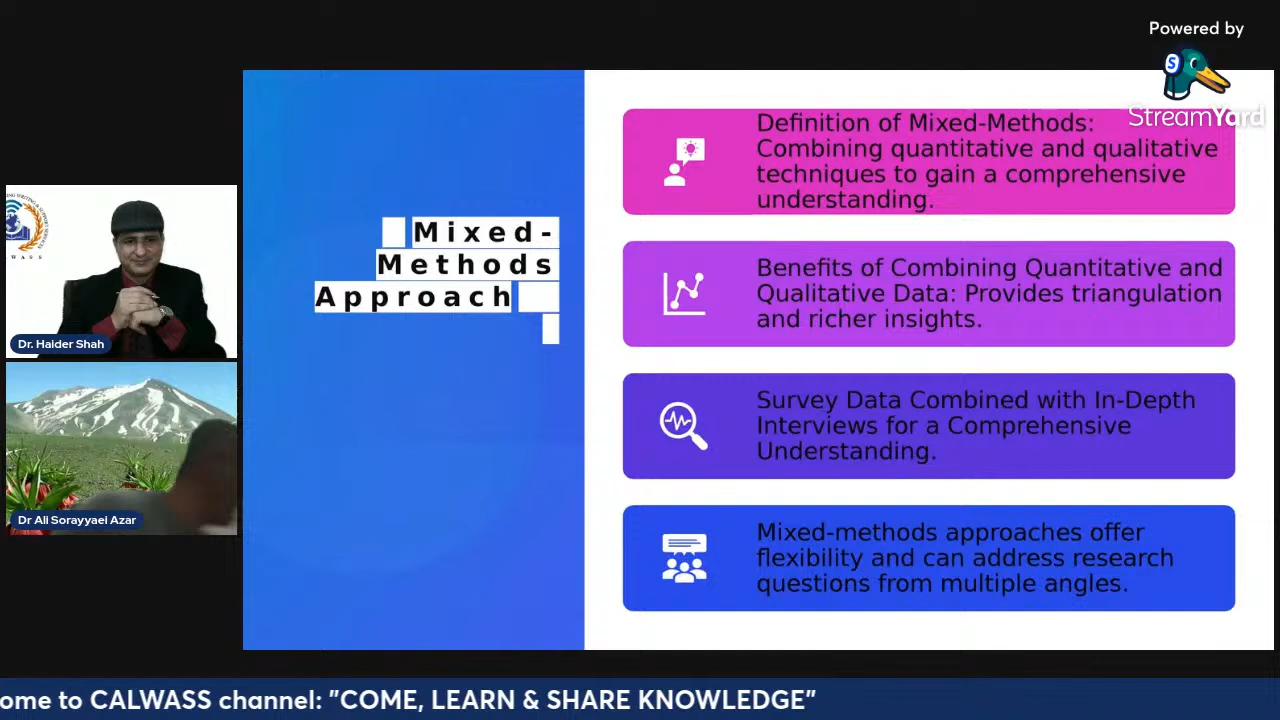 Powered by
StreamYard
Mixed-
Methods
Approach
Definition of Mixed-Methods:
Combining quantitative and qualitative
techniques to gain a comprehensive
understanding.
Benefits of Combining Quantitative and
Qualitative Data: Provides triangulation
and richer insights.
Survey Data Combined with In-Depth
Interviews for a Comprehensive
Understanding.
Mixed-methods approaches offer
flexibility and can address research
questions from multiple angles.
Dr. Haider Shah
Dr Ali Sorayyaei Azar
ome to CALWASS channel: "COME, LEARN & SHARE KNOWLEDGE"